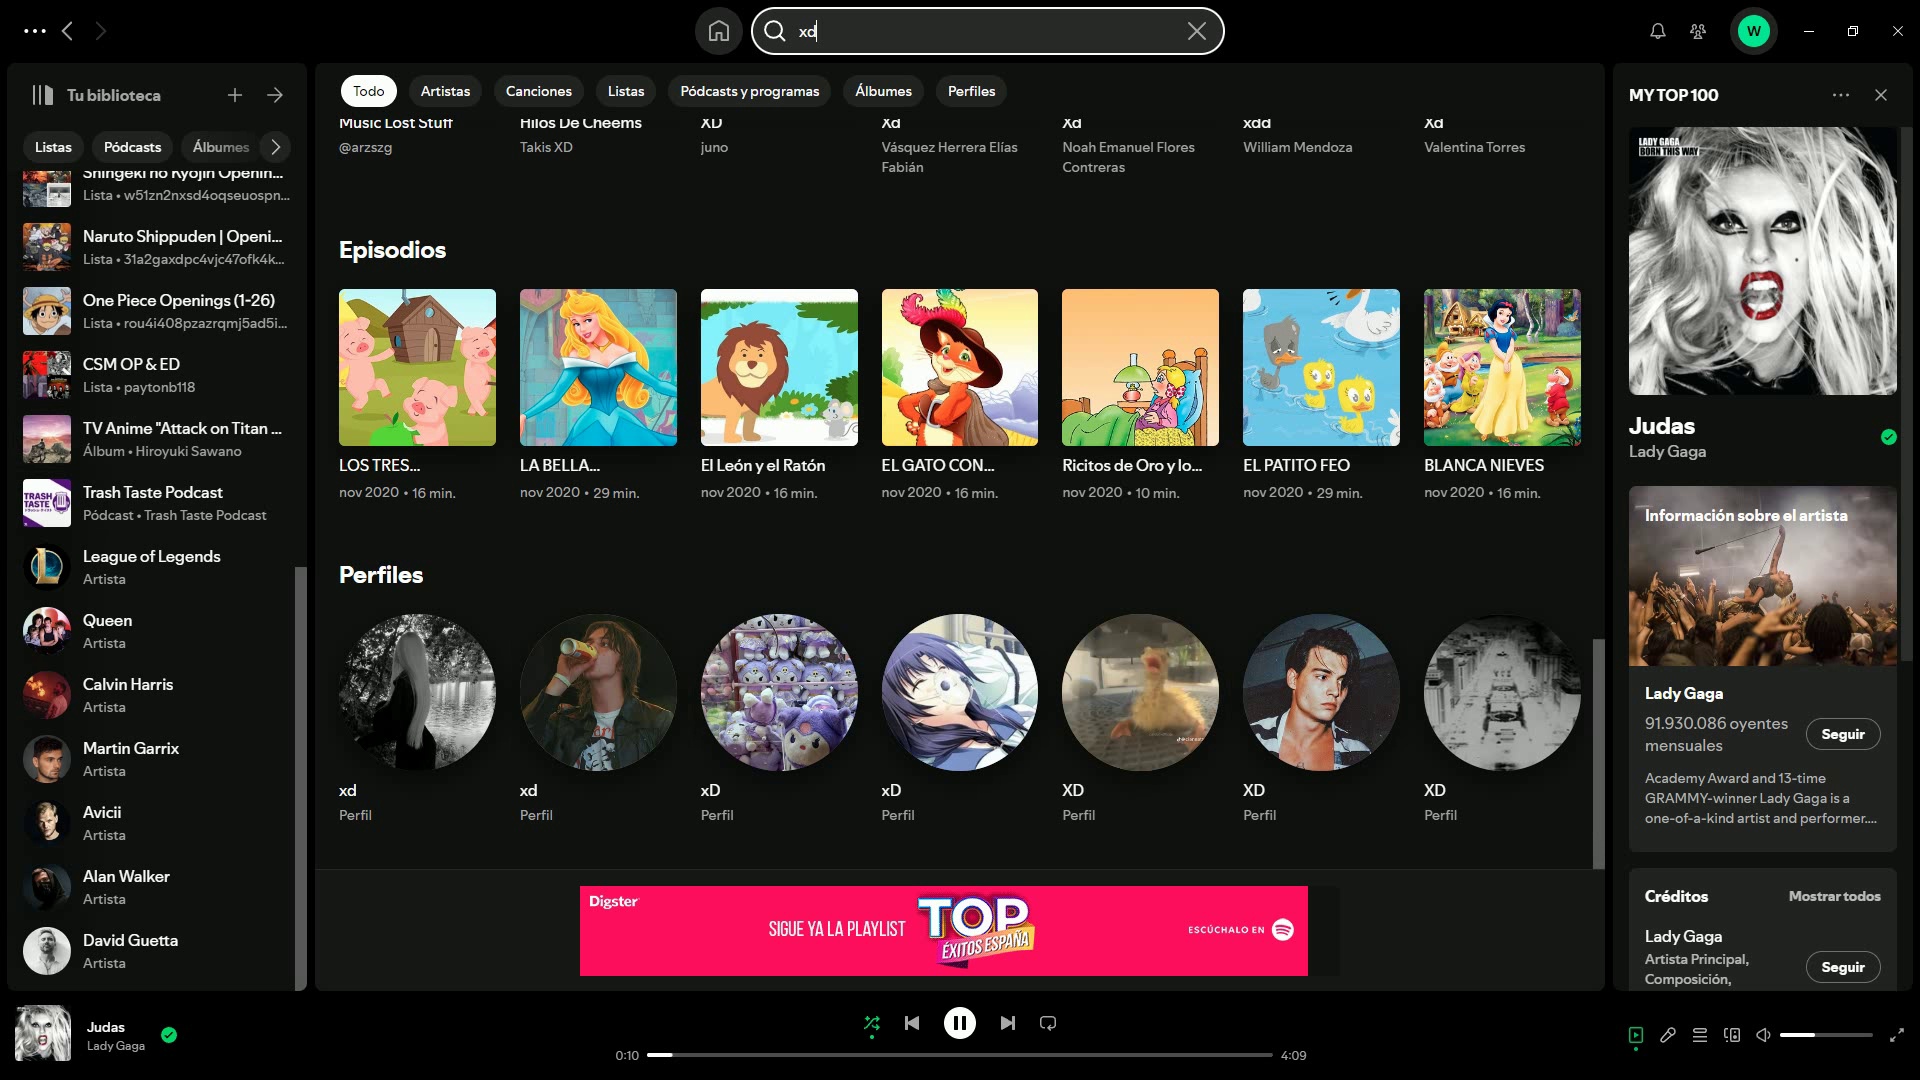 xd
W
Tu biblioteca
Listas
Pódcasts
Álbumes
Shingeki no Kyojin Openin...
Lista • w51zn2nxsd4oqseuospn...
Naruto Shippuden | Openi...
Lista • 31a2gaxdpc4vjc47ofk4k...
One Piece Openings (1-26)
Lista • rou4i408pzazrqmj5ad5i...
CSM OP & ED
Lista • paytonb118
TV Anime "Attack on Titan ...
Álbum • Hiroyuki Sawano
TRASH TASTE
Trash Taste Podcast
Pódcast • Trash Taste Podcast
League of Legends
Artista
Queen
Artista
Calvin Harris
Artista
Martin Garrix
Artista
Avicii
Artista
Alan Walker
Artista
David Guetta
Artista
Todo
Artistas
Canciones
Listas
Pódcasts y programas
Álbumes
Perfiles
Music Lost Stuff
@arzszg
Hilos De Cheems
Takis XD
XD
juno
Xd
Vásquez Herrera Elías
Fabián
Xd
Noah Emanuel Flores
Contreras
xdd
William Mendoza
Xd
Valentina Torres
Episodios
LOS TRES...
nov 2020 • 16 min.
LA BELLA...
nov 2020 • 29 min.
El León y el Ratón
nov 2020 • 16 min.
EL GATO CON...
nov 2020 • 16 min.
Ricitos de Oro y lo...
nov 2020 • 10 min.
EL PATITO FEO
nov 2020 • 29 min.
BLANCA NIEVES
nov 2020 • 16 min.
Perfiles
xd
Perfil
xd
Perfil
xD
Perfil
xD
Perfil
XD
Perfil
XD
Perfil
XD
Perfil
Digster
SIGUE YA LA PLAYLIST
TOP
ÉXITOS ESPAÑA
ESCÚCHALO EN
MY TOP 100
LADY GAGA
BORN THIS WAY
Judas
Lady Gaga
Información sobre el artista
Lady Gaga
91.930.086 oyentes
mensuales
Seguir
Academy Award and 13-time
GRAMMY-winner Lady Gaga is a
one-of-a-kind artist and performer....
Créditos
Mostrar todos
Lady Gaga
Artista Principal,
Composición,
Seguir
Judas
Lady Gaga
0:10
4:09